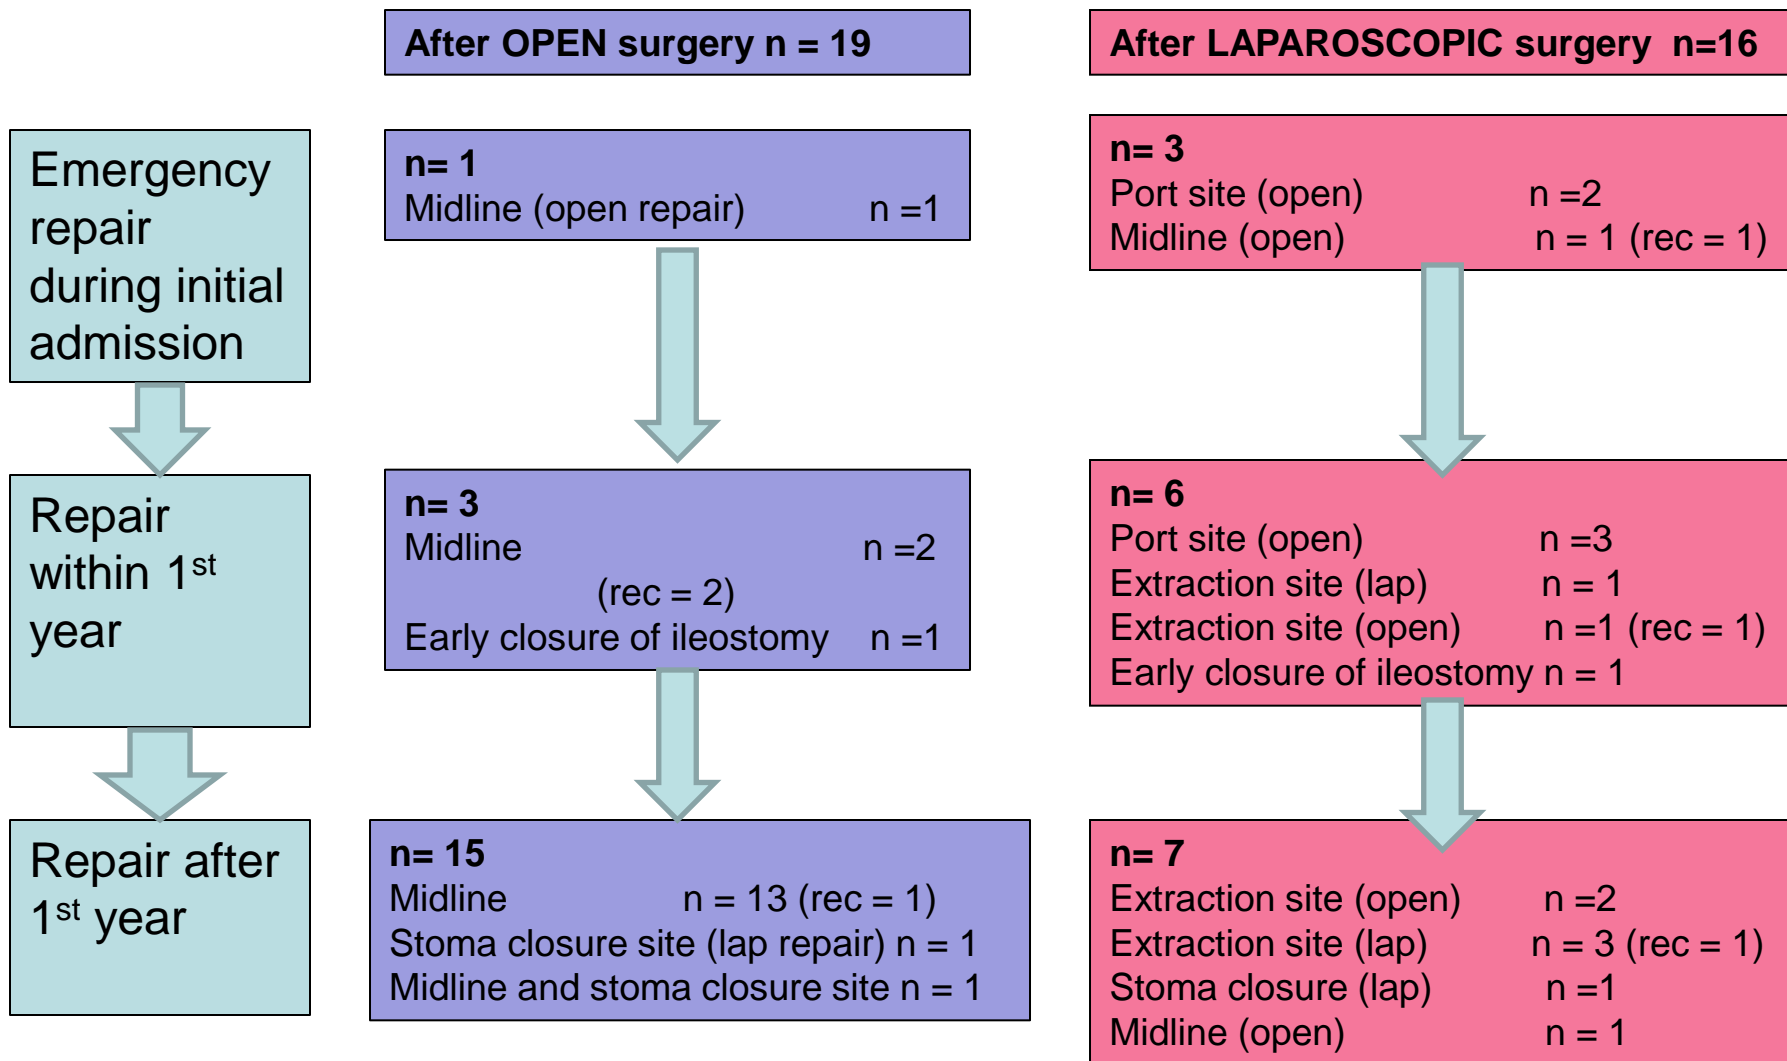 After OPEN surgery n = 19
After LAPAROSCOPIC surgery  n=16
Emergency
repair
during initial
admission
n= 1
Midline (open repair) n =1
n= 3
Port site (open) n =2
Midline (open) n = 1 (rec = 1)
Repair
within 1st
year
n= 3
Midline n =2
(rec = 2)
Early closure of ileostomy n =1
n= 6
Port site (open) n =3
Extraction site (lap) n = 1
Extraction site (open) n =1 (rec = 1)
Early closure of ileostomy n = 1
Repair after
1st year
n= 15
Midline n = 13 (rec = 1)
Stoma closure site (lap repair) n = 1
Midline and stoma closure site n = 1
n= 7
Extraction site (open) n =2
Extraction site (lap) n = 3 (rec = 1)
Stoma closure (lap) n =1
Midline (open) n = 1